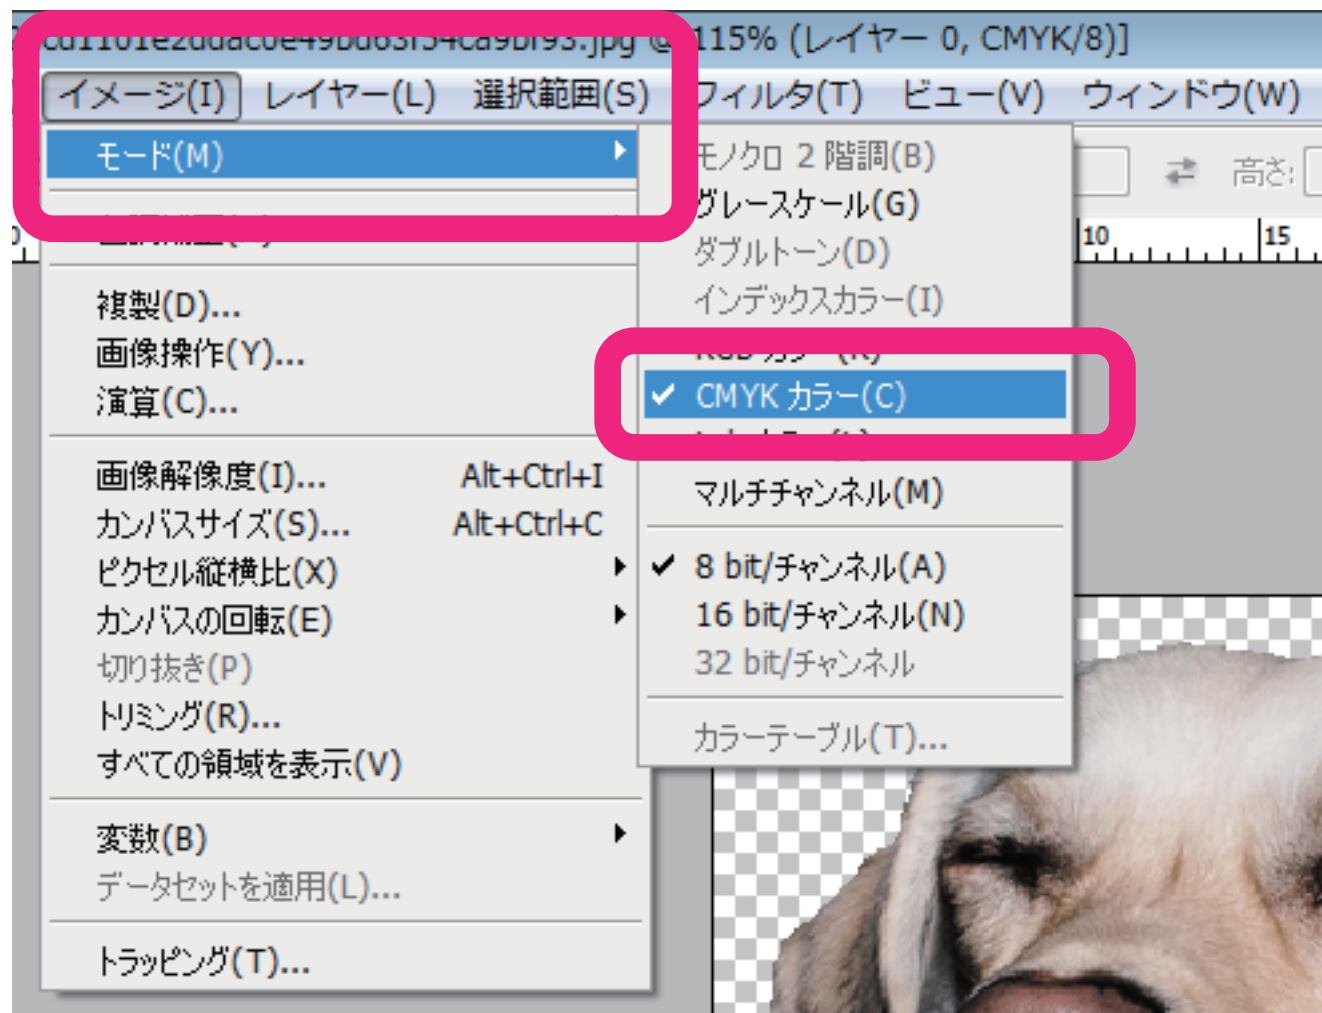 115% (レイヤー 0, CMYK/8)]
イメージ(I) レイヤー(L) 選択範囲(S) フィルタ(T) ビュー(V) ウィンドウ(W)
モード(M)
複製(D)...
画像操作(Y)...
演算(C)...
画像解像度(I)... Alt+Ctrl+I
カンバスサイズ(S)... Alt+Ctrl+C
ピクセル縦横比(X)
カンバスの回転(E)
切り抜き(P)
トリミング(R)...
すべての領域を表示(V)
変数(B)
データセットを適用(L)...
トラッピング(T)...
モノクロ 2 階調(B)
グレースケール(G)
ダブルトーン(D)
インデックスカラー(I)
RGB カラー(R)
CMYK カラー(C)
マルチチャンネル(M)
8 bit/チャンネル(A)
16 bit/チャンネル(N)
32 bit/チャンネル
カラーテーブル(T)...
高さ:
10 15